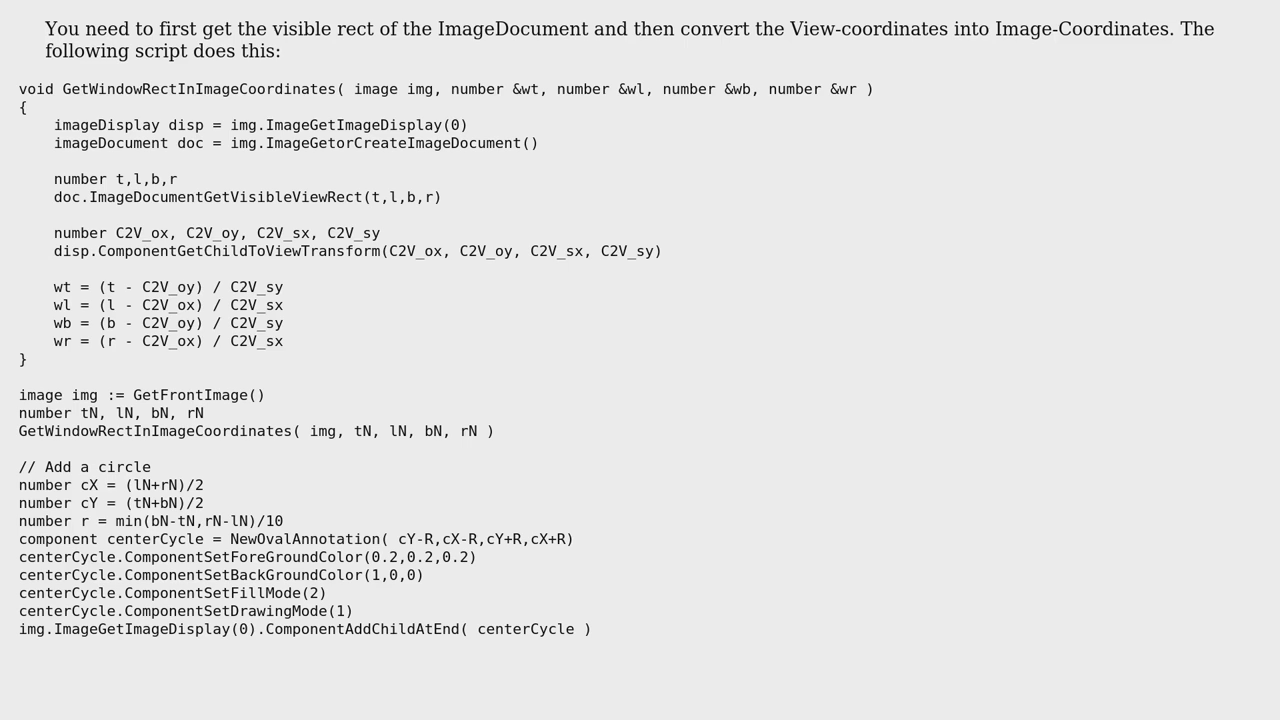 You need to first get the visible rect of the ImageDocument and then convert the View-coordinates into Image-Coordinates. The
following script does this:
void GetWindowRectInImageCoordinates( image img, number &wt, number &wl, number &wb, number &wr )
{
    imageDisplay disp = img.ImageGetImageDisplay(0)
    imageDocument doc = img.ImageGetorCreateImageDocument()

    number t,l,b,r
    doc.ImageDocumentGetVisibleViewRect(t,l,b,r)

    number C2V_ox, C2V_oy, C2V_sx, C2V_sy
    disp.ComponentGetChildToViewTransform(C2V_ox, C2V_oy, C2V_sx, C2V_sy)

    wt = (t - C2V_oy) / C2V_sy
    wl = (l - C2V_ox) / C2V_sx
    wb = (b - C2V_oy) / C2V_sy
    wr = (r - C2V_ox) / C2V_sx
}

image img := GetFrontImage()
number tN, lN, bN, rN
GetWindowRectInImageCoordinates( img, tN, lN, bN, rN )

// Add a circle
number cX = (lN+rN)/2
number cY = (tN+bN)/2
number r = min(bN-tN,rN-lN)/10
component centerCycle = NewOvalAnnotation( cY-R,cX-R,cY+R,cX+R)
centerCycle.ComponentSetForeGroundColor(0.2,0.2,0.2)
centerCycle.ComponentSetBackGroundColor(1,0,0)
centerCycle.ComponentSetFillMode(2)
centerCycle.ComponentSetDrawingMode(1)
img.ImageGetImageDisplay(0).ComponentAddChildAtEnd( centerCycle )